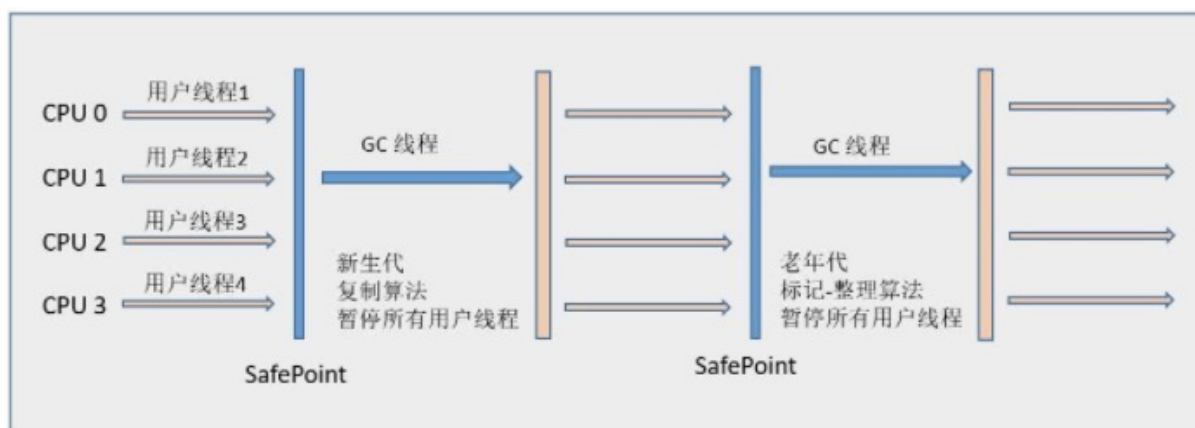 CPU 0
用户线程1
CPU 1
用户线程2
CPU 2
用户线程3
CPU 3
用户线程4
SafePoint
GC 线程
新生代
复制算法
暂停所有用户线程
SafePoint
GC 线程
老年代
标记-整理算法
暂停所有用户线程